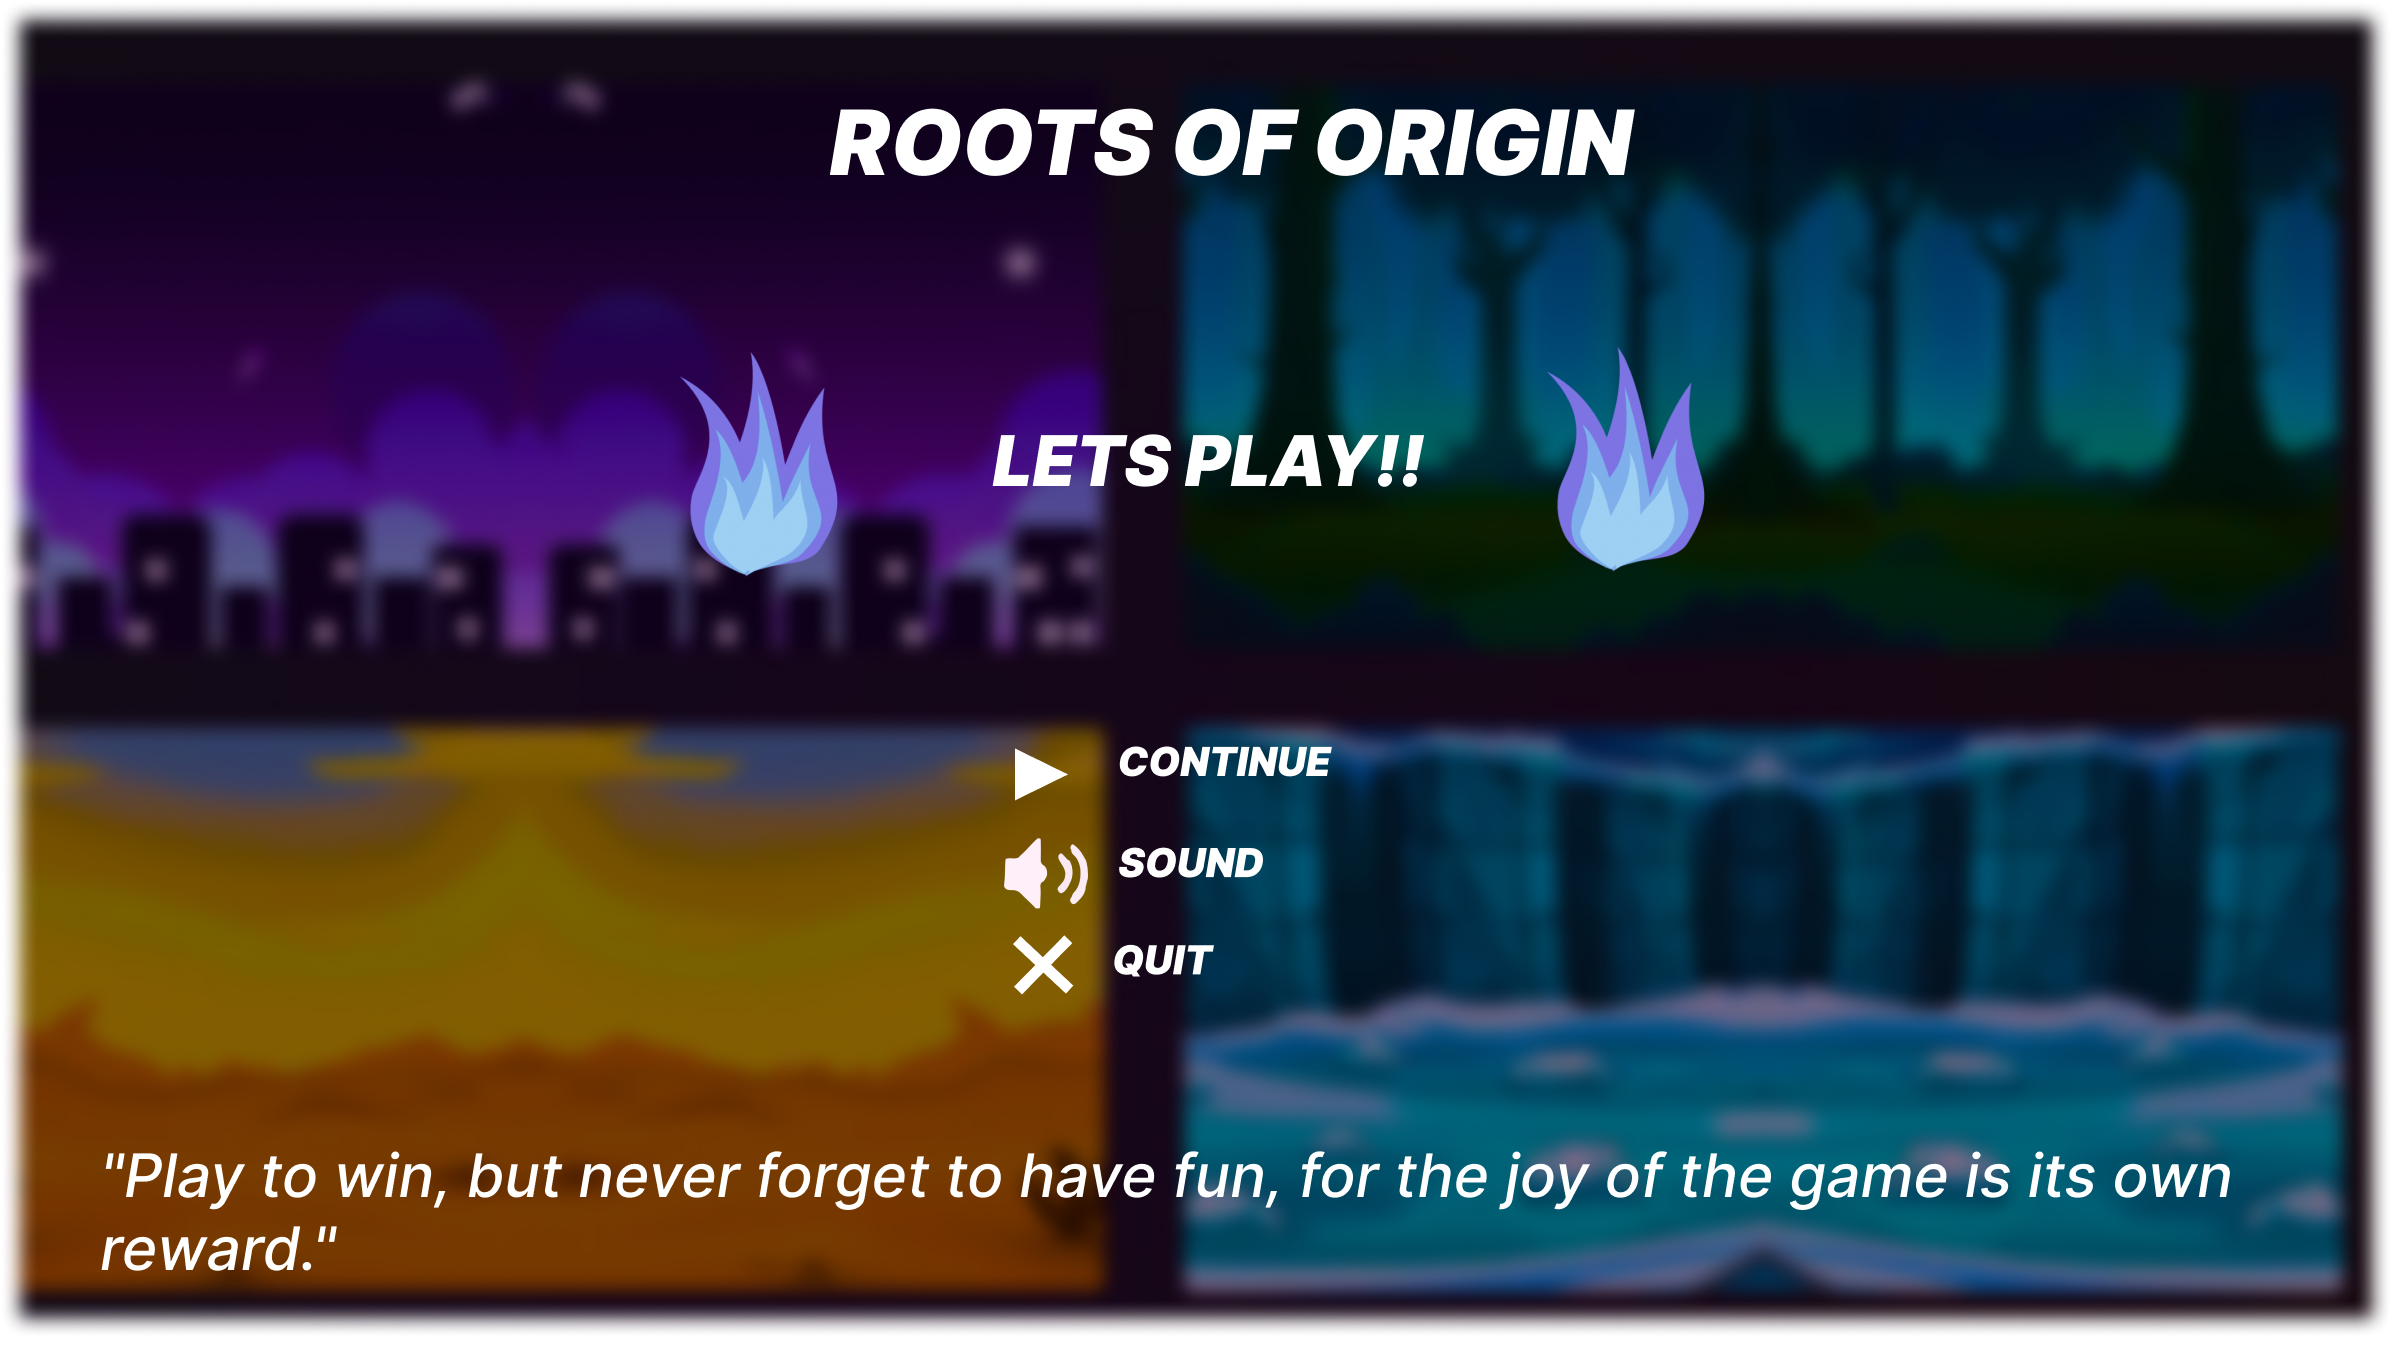 ROOTS OF ORIGIN
LETS PLAY!!
CONTINUE
SOUND
QUIT
"Play to win, but never forget to have fun, for the joy of the game is its own
reward."